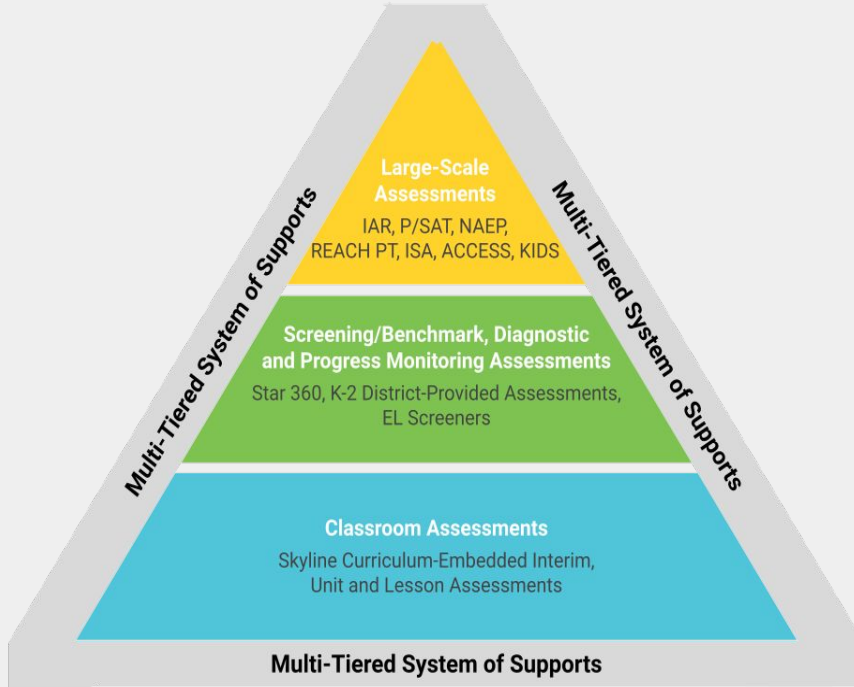 Large-Scale
Assessments
IAR, P/SAT, NAEP,
REACH PT, ISA, ACCESS, KIDS
Multi-Tiered System of Supports
Multi-Tiered System of Supports
Screening/Benchmark, Diagnostic
and Progress Monitoring Assessments
Star 360, K-2 District-Provided Assessments,
EL Screeners
Classroom Assessments
Skyline Curriculum-Embedded Interim,
Unit and Lesson Assessments
Multi-Tiered System of Supports